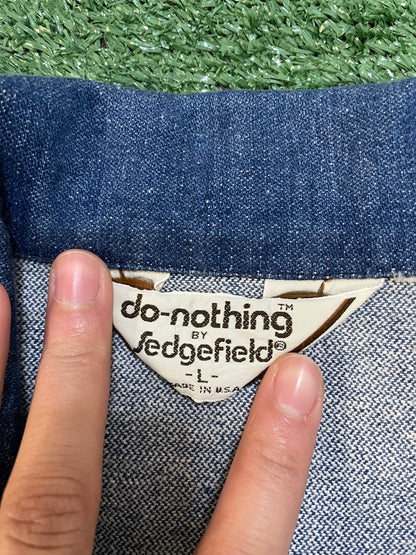 do-nothing™
BY
Sedgefield®
-L-
MADE IN U.S.A.